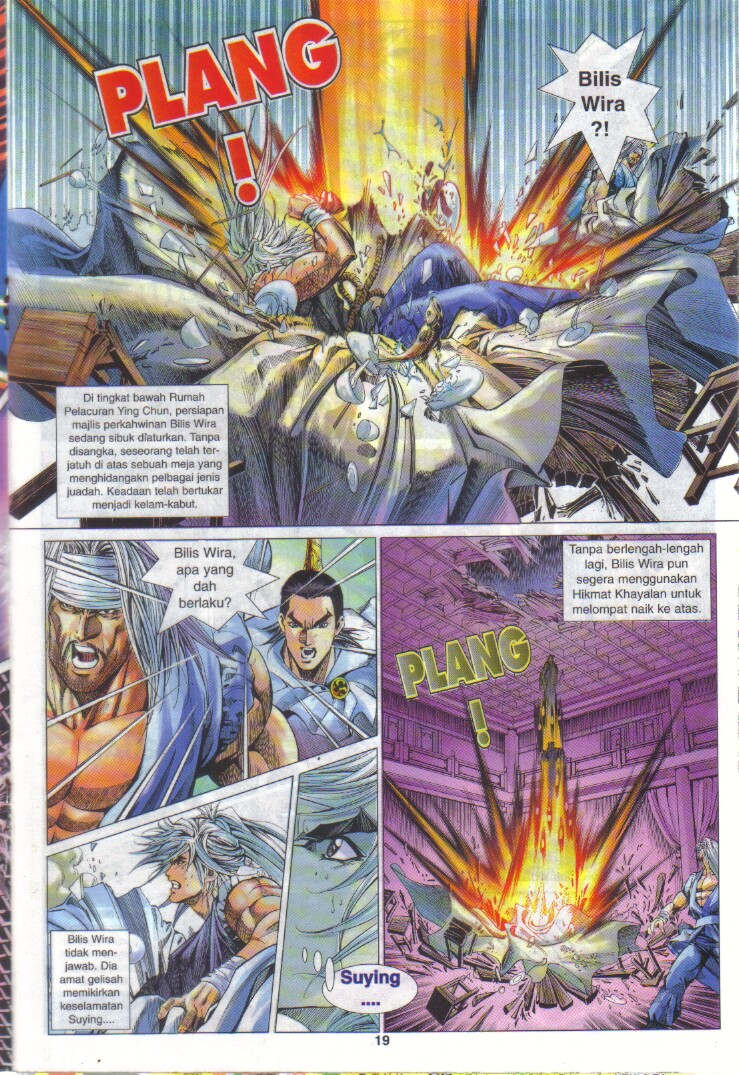 PLANG
!
Bilis
Wira
?!
Di tingkat bawah Rumah
Pelacuran Ying Chun, persiapan
majlis perkahwinan Bilis Wira
sedang sibuk diaturkan. Tanpa
disangka, seseorang telah ter-
jatuh di atas sebuah meja yang
menghidangakn pelbagai jenis
juadah. Keadaan telah bertukar
menjadi kelam-kabut.
Bilis Wira,
apa yang
dah
berlaku?
Tanpa berlengah-lengah
lagi, Bilis Wira pun
segera menggunakan
Hikmat Khayalan untuk
melompat naik ke atas.
PLANG
!
Bilis Wira
tidak men-
jawab. Dia
amat gelisah
memikirkan
keselamatan
Suying....
Suying
....
19